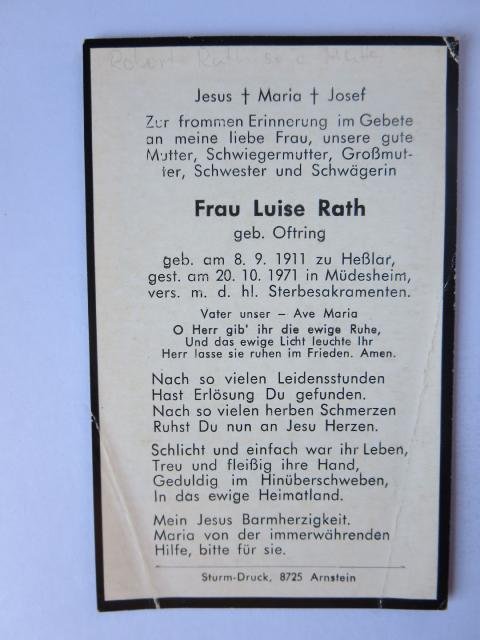 Jesus † Maria † Josef
Zur frommen Erinnerung im Gebete
an meine liebe Frau, unsere gute
Mutter, Schwiegermutter, Großmut-
ter, Schwester und Schwägerin
Frau Luise Rath
geb. Oftring
geb. am 8. 9. 1911 zu Heßlar,
gest. am 20. 10. 1971 in Müdesheim,
vers. m. d. hl. Sterbesakramenten.
Vater unser – Ave Maria
O Herr gib' ihr die ewige Ruhe,
Und das ewige Licht leuchte Ihr
Herr lasse sie ruhen im Frieden. Amen.
Nach so vielen Leidensstunden
Hast Erlösung Du gefunden.
Nach so vielen herben Schmerzen
Ruhst Du nun an Jesu Herzen.
Schlicht und einfach war ihr Leben,
Treu und fleißig ihre Hand,
Geduldig im Hinüberschweben,
In das ewige Heimatland.
Mein Jesus Barmherzigkeit.
Maria von der immerwährenden
Hilfe, bitte für sie.
Sturm-Druck, 8725 Arnstein